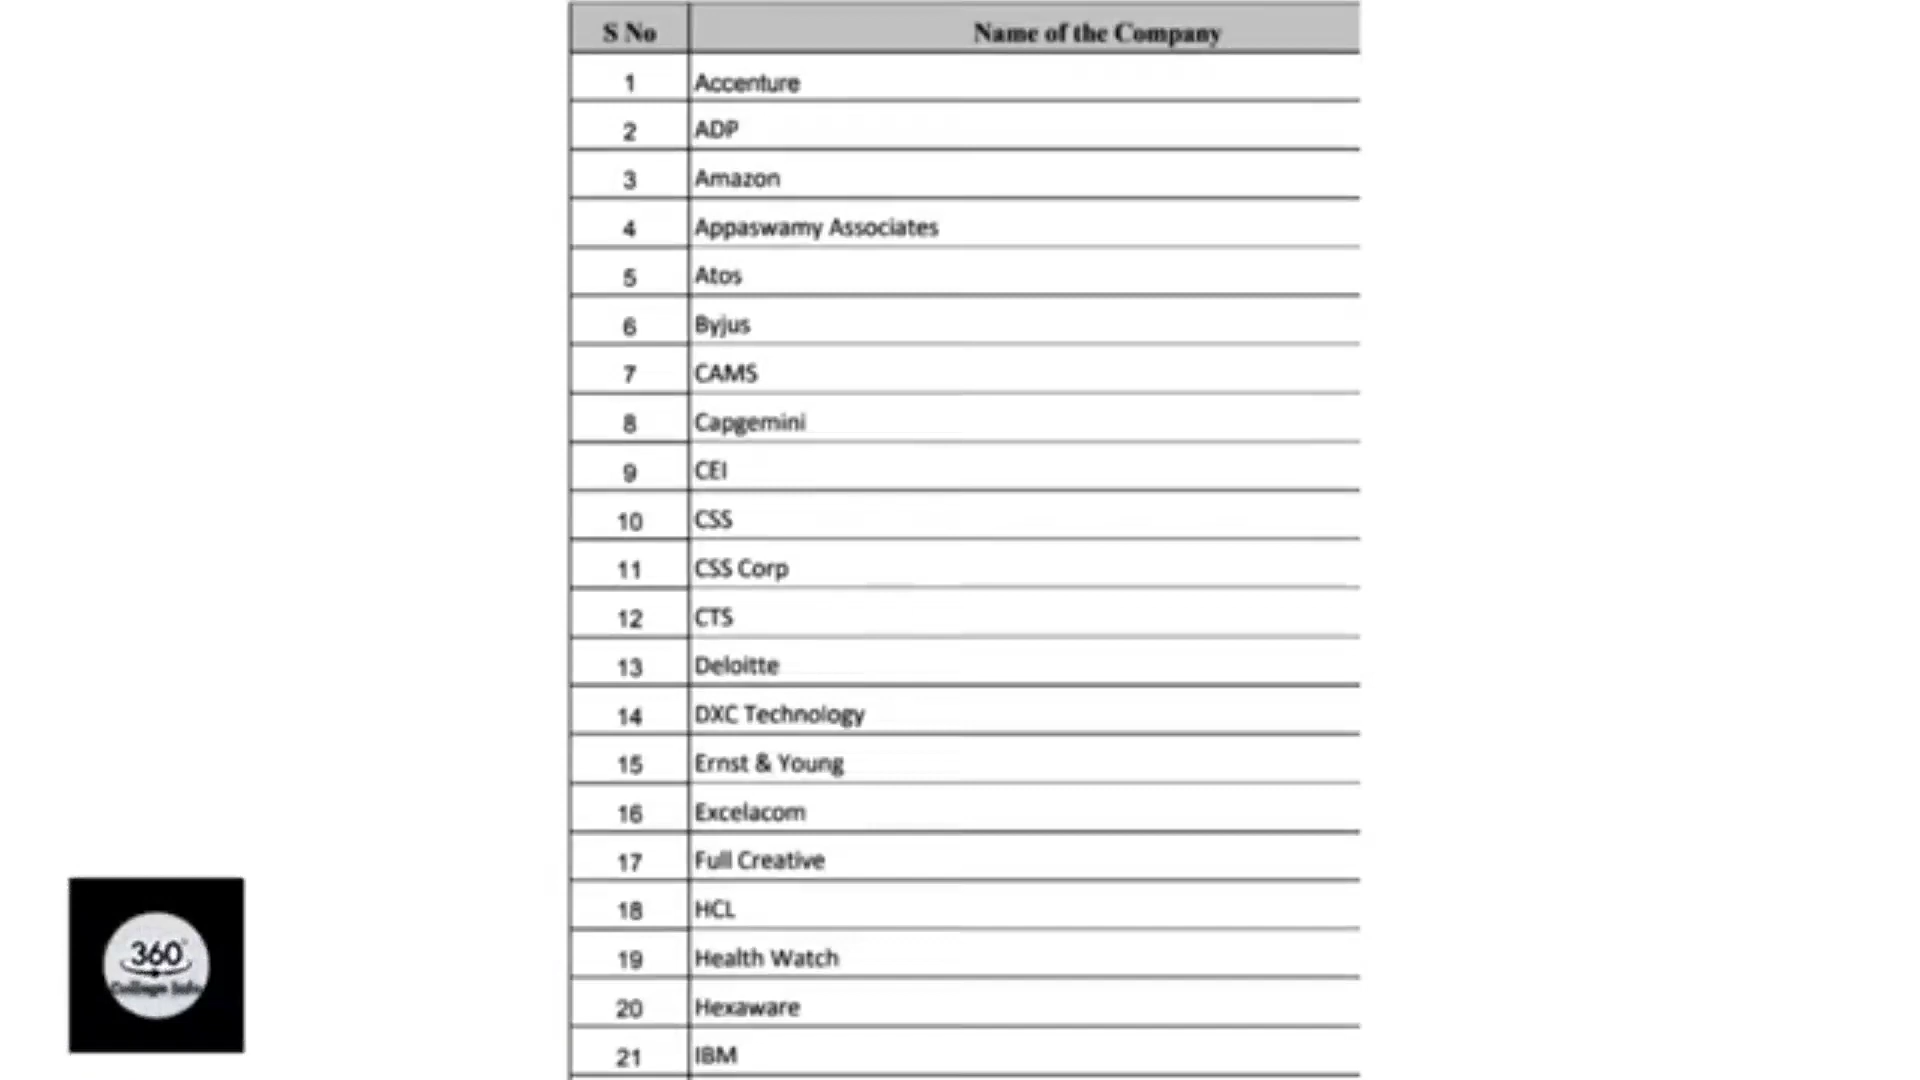 S No Name of the Company
1 Accenture
2 ADP
3 Amazon
4 Appaswamy Associates
5 Atos
6 Byjus
7 CAMS
8 Capgemini
9 CEI
10 CSS
11 CSS Corp
12 CTS
13 Deloitte
14 DXC Technology
15 Ernst & Young
16 Excelacom
17 Full Creative
18 HCL
19 Health Watch
20 Hexaware
21 IBM
360°
College Info